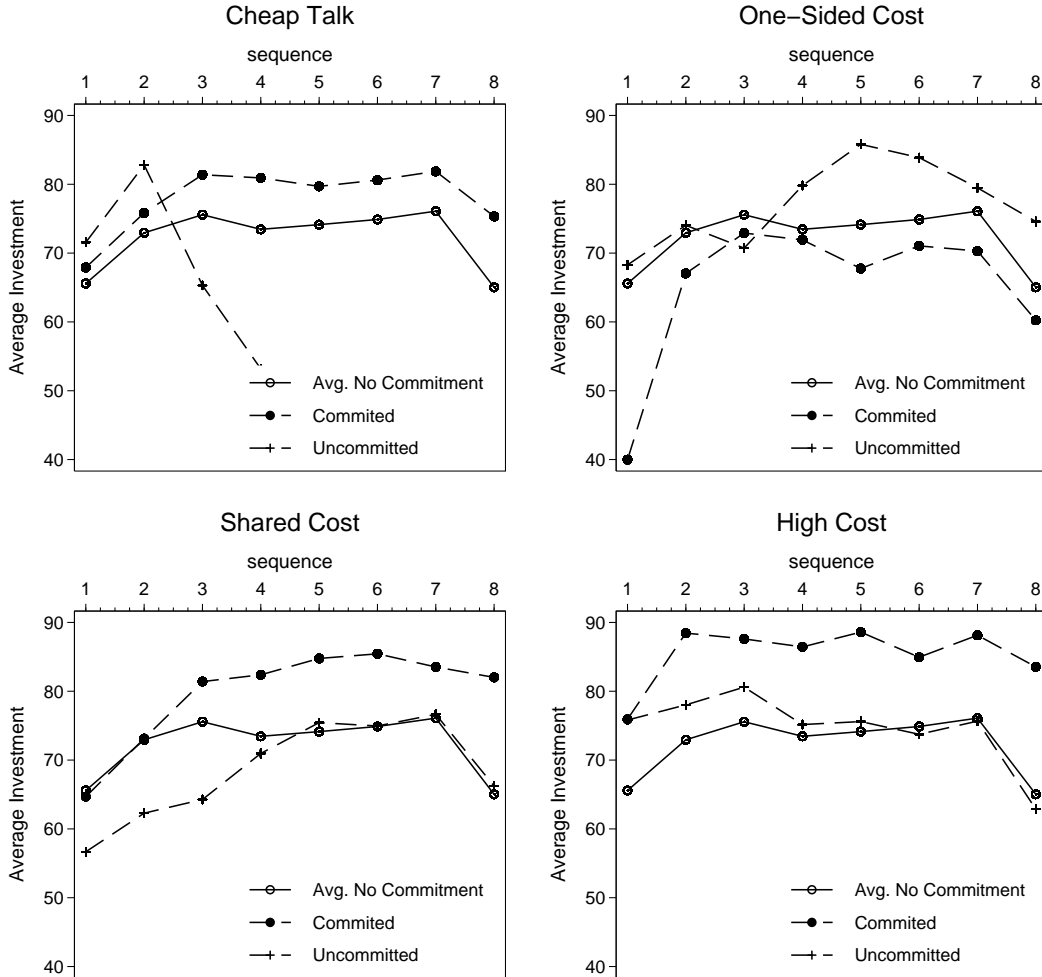 Cheap Talk
sequence
1 2 3 4 5 6 7 8
90
80
70
60
50
40
Average Investment
Avg. No Commitment
Commited
Uncommitted
One−Sided Cost
sequence
1 2 3 4 5 6 7 8
90
80
70
60
50
40
Average Investment
Avg. No Commitment
Commited
Uncommitted
Shared Cost
sequence
1 2 3 4 5 6 7 8
90
80
70
60
50
40
Average Investment
Avg. No Commitment
Commited
Uncommitted
High Cost
sequence
1 2 3 4 5 6 7 8
90
80
70
60
50
40
Average Investment
Avg. No Commitment
Commited
Uncommitted